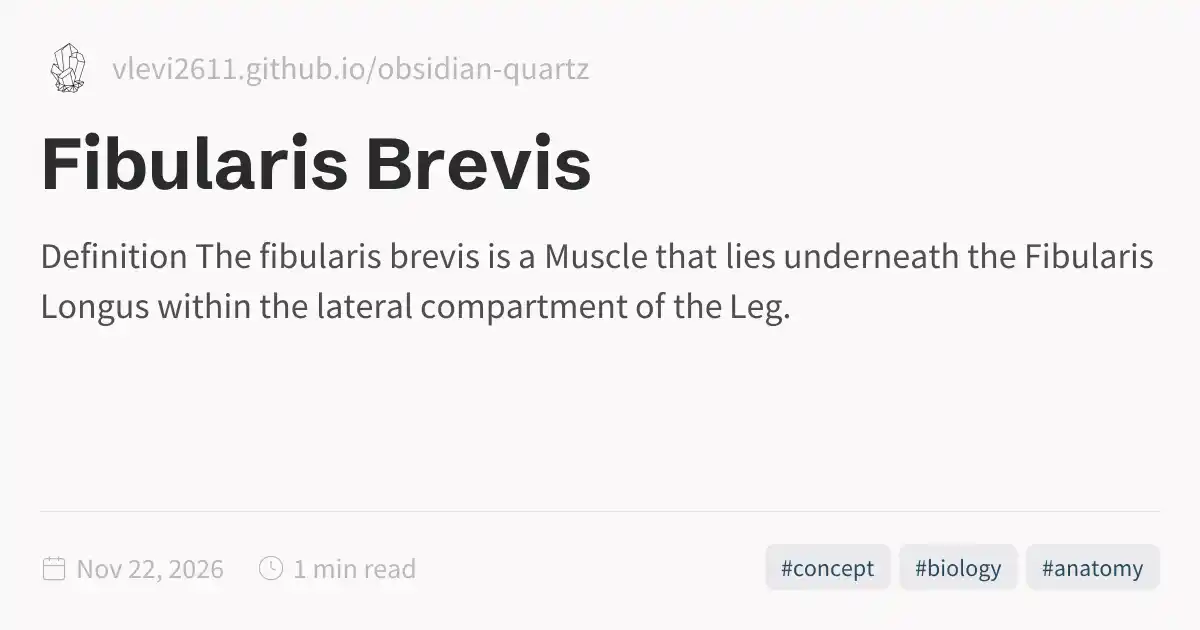 vlevi2611.github.io/obsidian-quartz
Fibularis Brevis
Definition The fibularis brevis is a Muscle that lies underneath the Fibularis
Longus within the lateral compartment of the Leg.
Nov 22, 2026 1 min read #concept #biology #anatomy